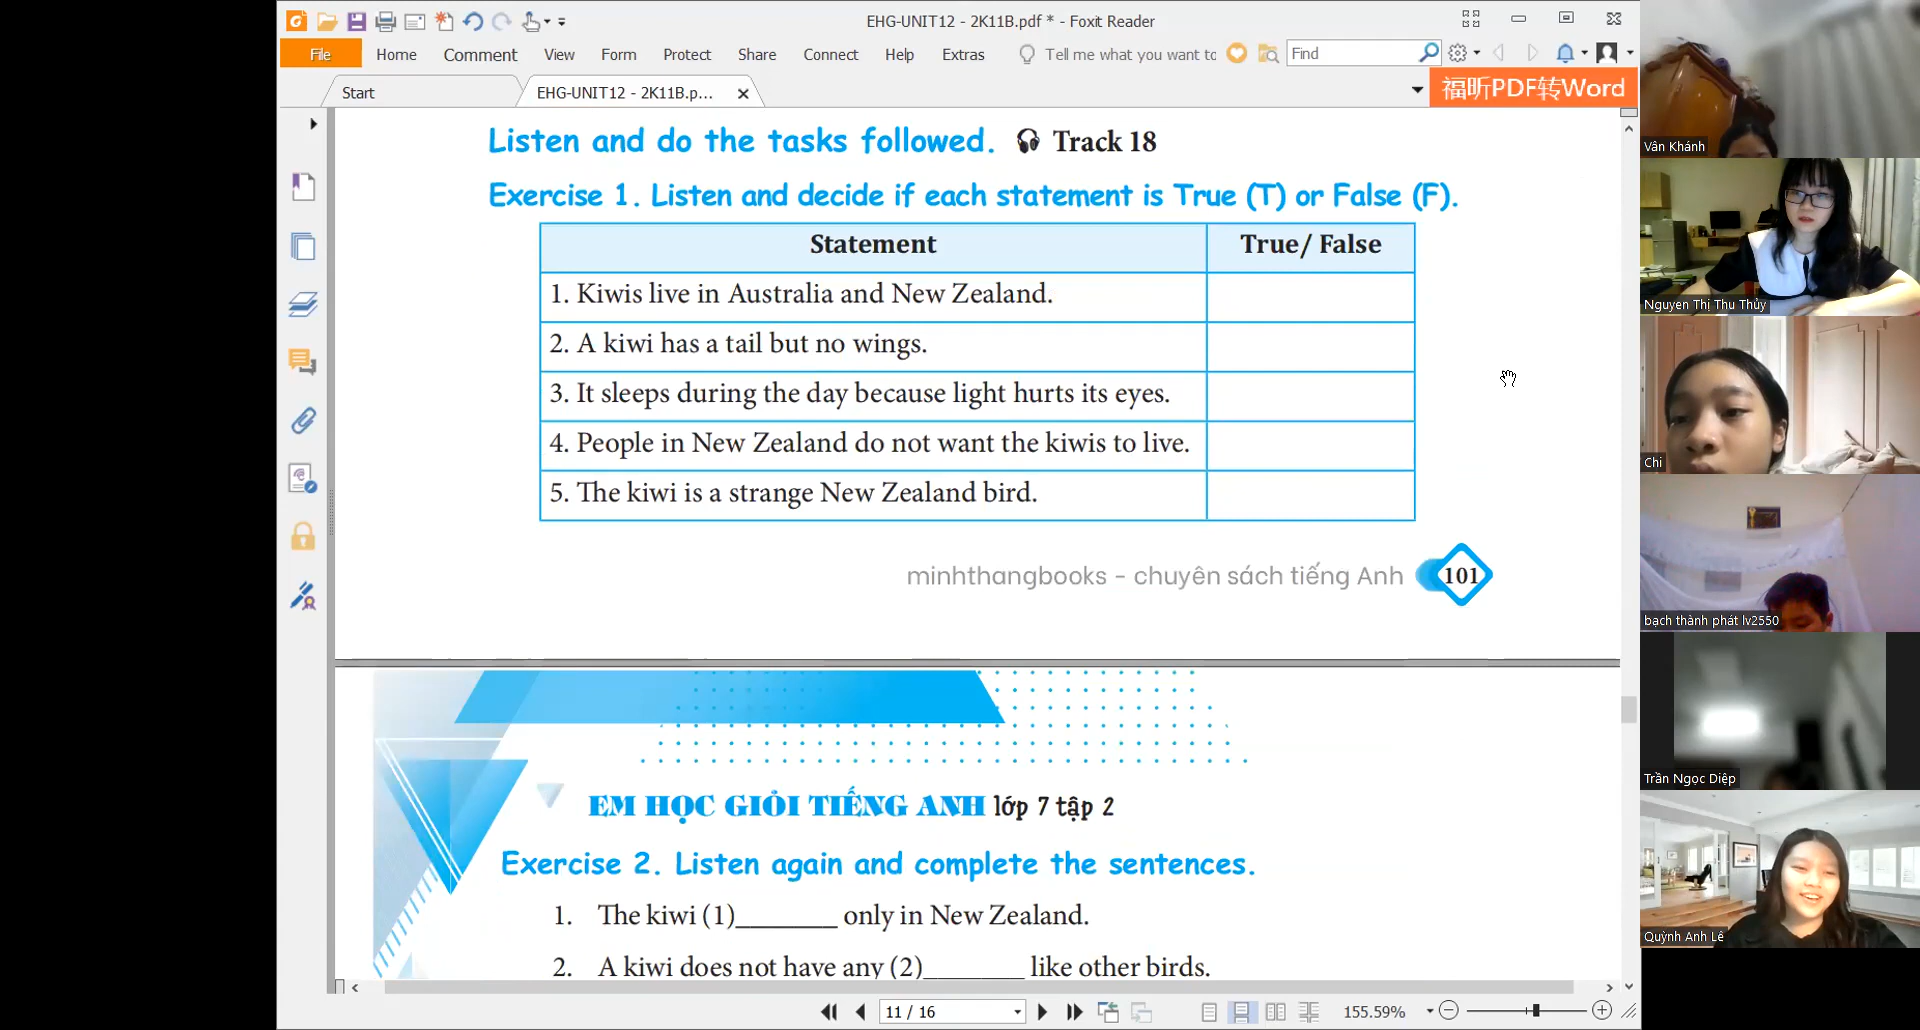 EHG-UNIT12 - 2K11B.pdf * - Foxit Reader
File Home Comment View Form Protect Share Connect Help Extras Tell me what you want to Find
Start EHG-UNIT12 - 2K11B.p... 福昕PDF转Word
Listen and do the tasks followed. Track 18
Exercise 1. Listen and decide if each statement is True (T) or False (F).
Statement True/ False
1. Kiwis live in Australia and New Zealand.
2. A kiwi has a tail but no wings.
3. It sleeps during the day because light hurts its eyes.
4. People in New Zealand do not want the kiwis to live.
5. The kiwi is a strange New Zealand bird.
minhthangbooks - chuyên sách tiếng Anh 101
EM HỌC GIỎI TIẾNG ANH lớp 7 tập 2
Exercise 2. Listen again and complete the sentences.
1. The kiwi (1)________ only in New Zealand.
2. A kiwi does not have any (2)________ like other birds.
11 / 16 155.59%
Vân Khánh
Nguyen Thị Thu Thủy
Chi
bạch thành phát lv2550
Trần Ngọc Diệp
Quỳnh Anh Lê